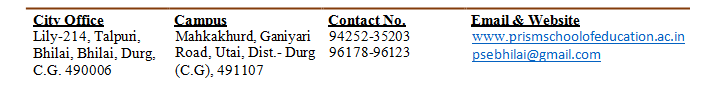 City Office Campus Contact No. Email & Website
Lily-214, Talpuri, Mahkakhurd, Ganiyari 94252-35203 www.prismschoolofeducation.ac.in
Bhilai, Bhilai, Durg, Road, Utai, Dist.- Durg 96178-96123 psebhilai@gmail.com
C.G. 490006 (C.G), 491107